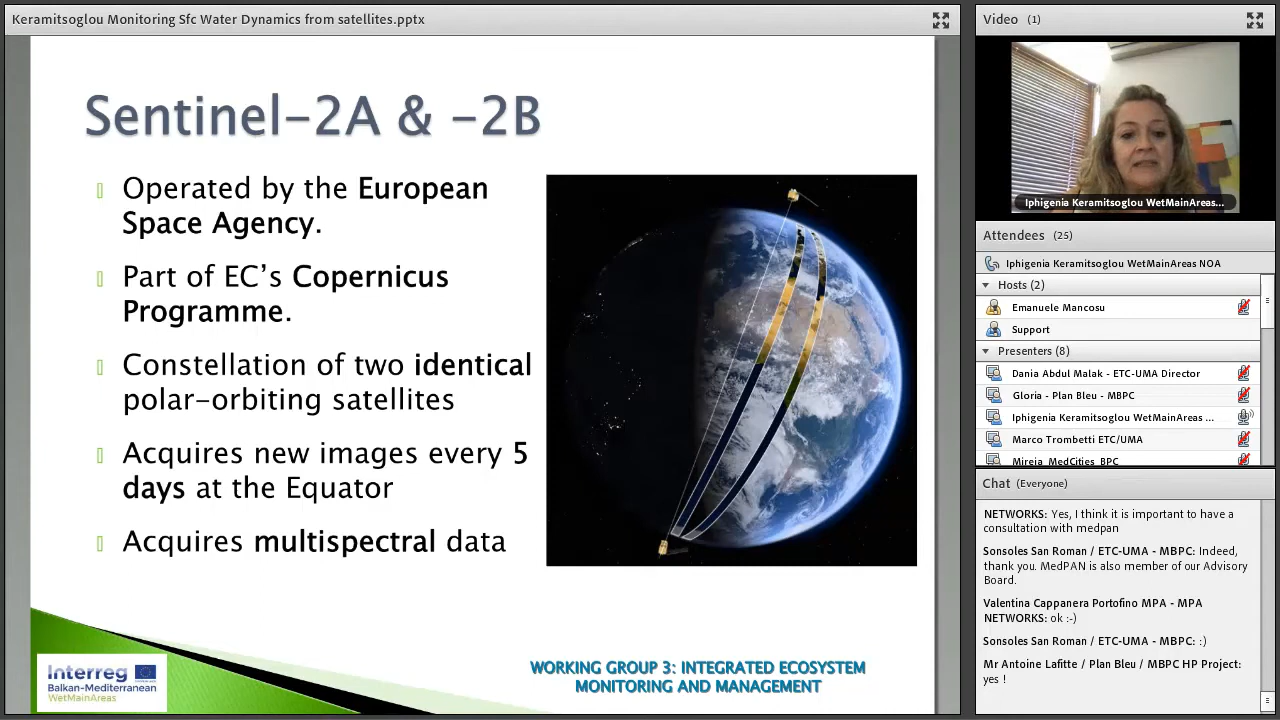 Keramitsoglou Monitoring Sfc Water Dynamics from satellites.pptx
Sentinel-2A & -2B
Operated by the European
Space Agency.
Part of EC's Copernicus
Programme.
Constellation of two identical
polar-orbiting satellites
Acquires new images every 5
days at the Equator
Acquires multispectral data
Interreg
Balkan-Mediterranean
WetMainAreas
WORKING GROUP 3: INTEGRATED ECOSYSTEM
MONITORING AND MANAGEMENT
Video (1)
Iphigenia Keramitsoglou WetMainAreas...
Attendees (25)
Iphigenia Keramitsoglou WetMainAreas NOA
Hosts (2)
Emanuele Mancosu
Support
Presenters (8)
Dania Abdul Malak - ETC-UMA Director
Gloria - Plan Bleu - MBPC
Iphigenia Keramitsoglou WetMainAreas ...
Marco Trombetti ETC/UMA
Mireia_MedCities_BPC
Chat (Everyone)
NETWORKS: Yes, I think it is important to have a
consultation with medpan
Sonsoles San Roman / ETC-UMA - MBPC: Indeed,
thank you. MedPAN is also member of our Advisory
Board.
Valentina Cappanera Portofino MPA - MPA
NETWORKS: ok :-)
Sonsoles San Roman / ETC-UMA - MBPC: :)
Mr Antoine Lafitte / Plan Bleu / MBPC HP Project:
yes !